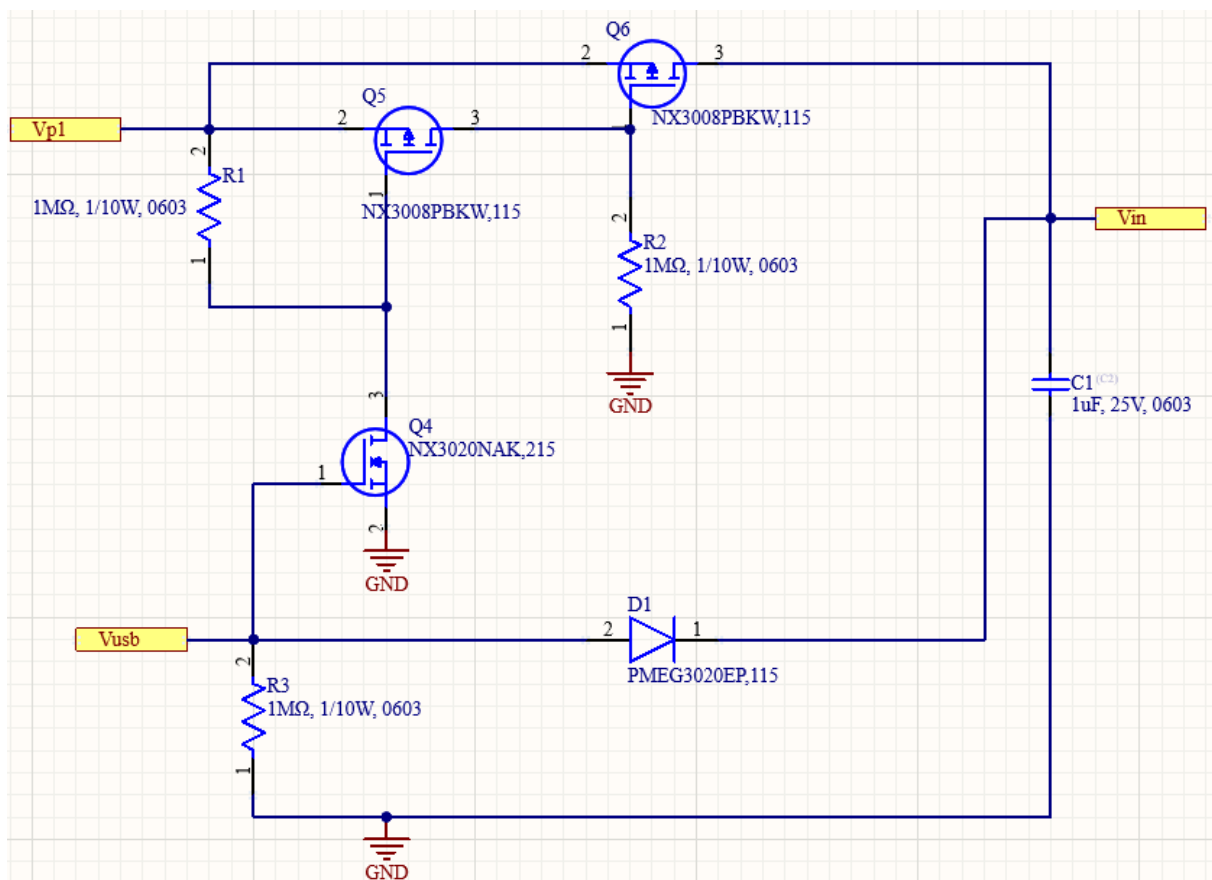 Q6
2
3
NX3008PBKW,115
Q5
2
3
1
NX3008PBKW,115
Vp1
2
R1
1MΩ, 1/10W, 0603
1
Vin
2
R2
1MΩ, 1/10W, 0603
1
GND
C1 (C2)
1uF, 25V, 0603
3
Q4
NX3020NAK,215
1
2
GND
D1
Vusb
2
1
PMEG3020EP,115
2
R3
1MΩ, 1/10W, 0603
1
GND